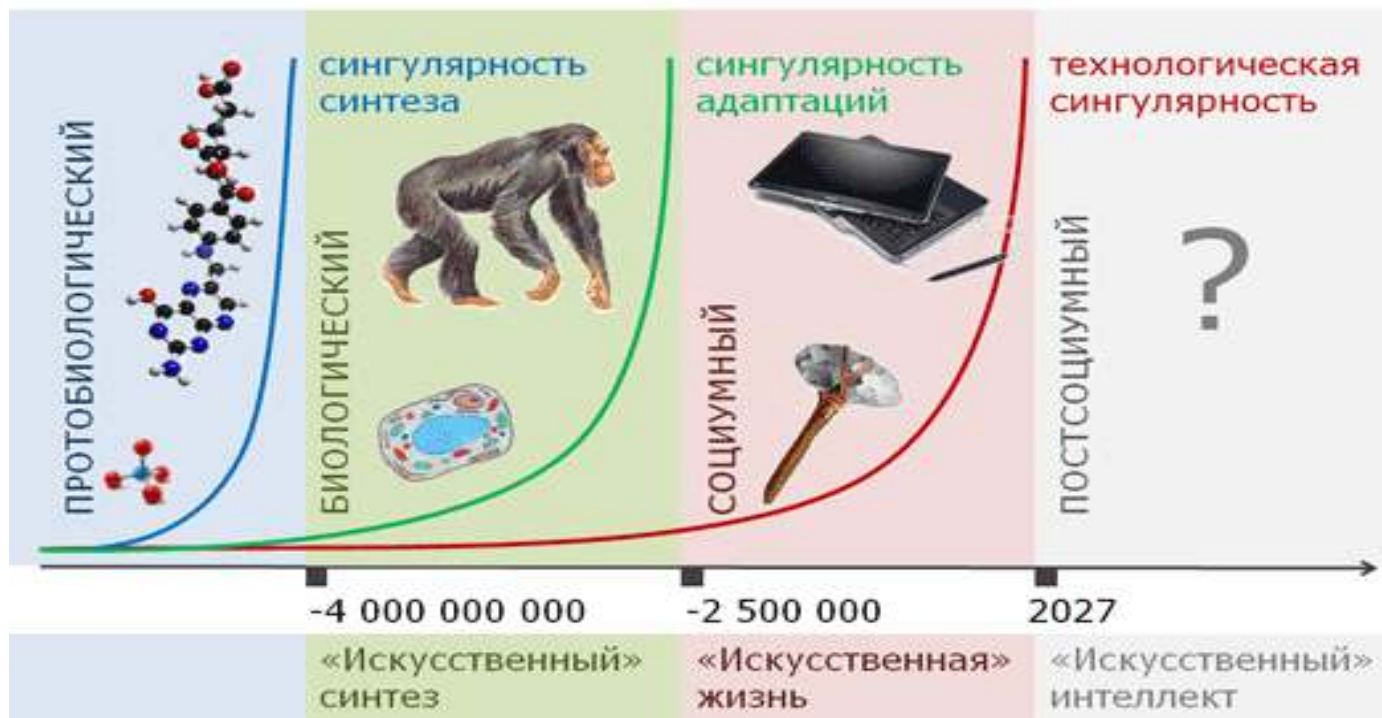 сингулярность
синтеза
сингулярность
адаптаций
технологическая
сингулярность
ПРОТОБИОЛОГИЧЕСКИЙ
БИОЛОГИЧЕСКИЙ
СОЦИУМНЫЙ
ПОСТСОЦИУМНЫЙ
?
-4 000 000 000
-2 500 000
2027
«Искусственный»
синтез
«Искусственная»
жизнь
«Искусственный»
интеллект